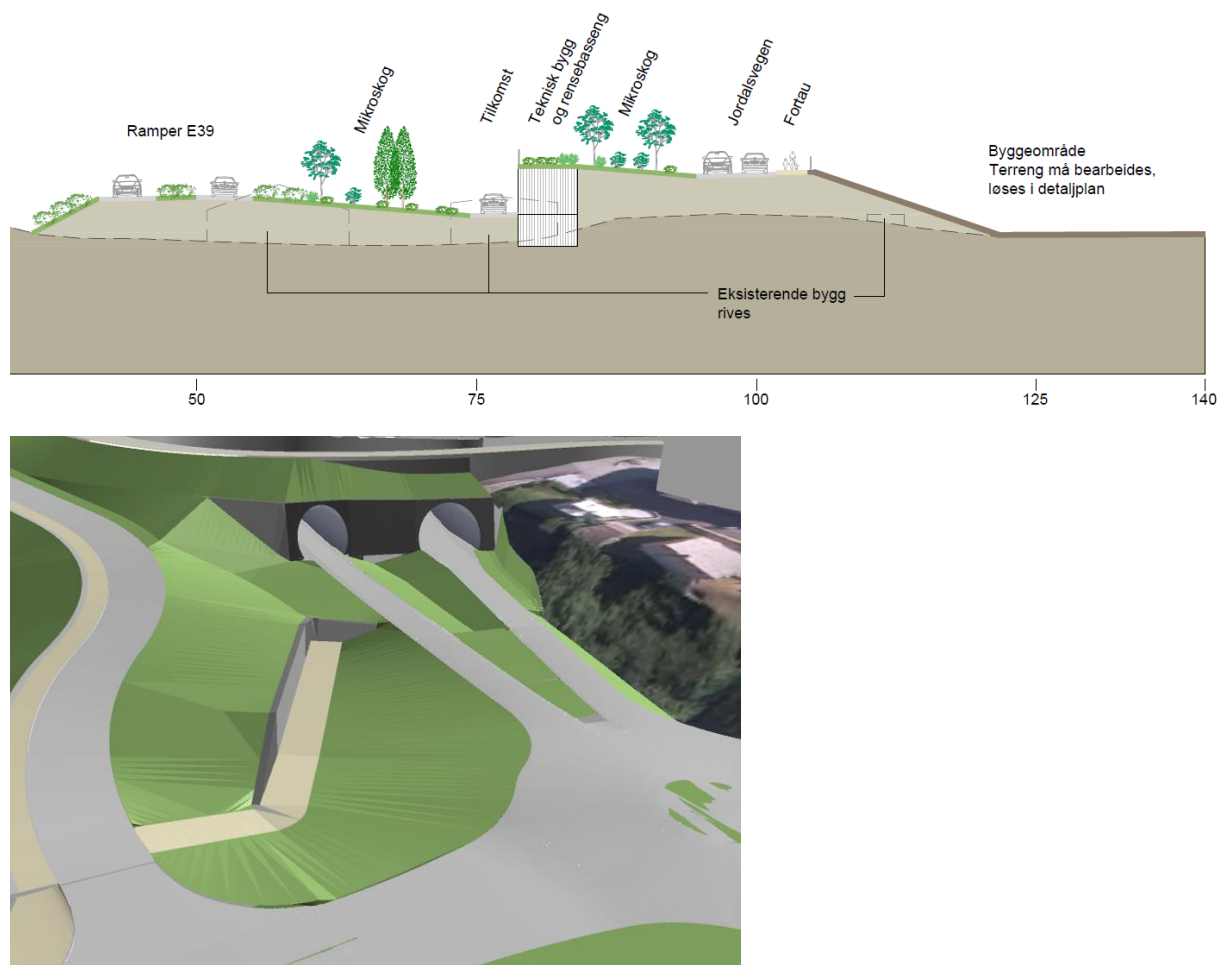 Ramper E39
Mikroskog
Tilkomst
Teknisk bygg
og rensebasseng
Mikroskog
Jordalsvegen
Fortau
Byggeområde
Terreng må bearbeides,
løses i detaljplan
Eksisterende bygg
rives
50
75
100
125
140